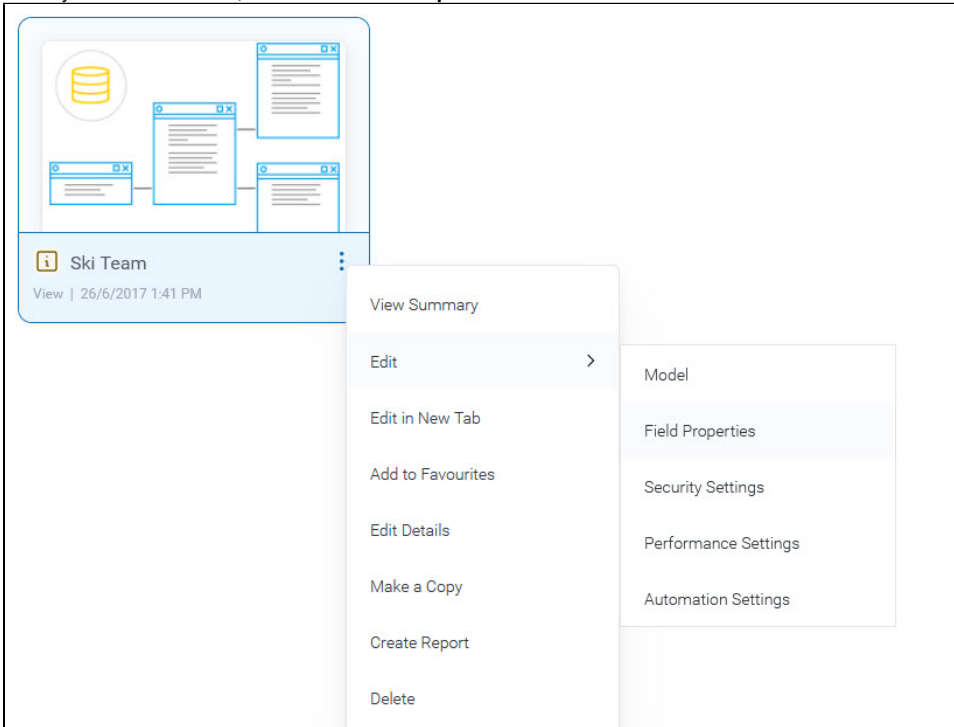 Ski Team
View | 26/6/2017 1:41 PM
View Summary
Edit
Edit in New Tab
Add to Favourites
Edit Details
Make a Copy
Create Report
Delete
Model
Field Properties
Security Settings
Performance Settings
Automation Settings